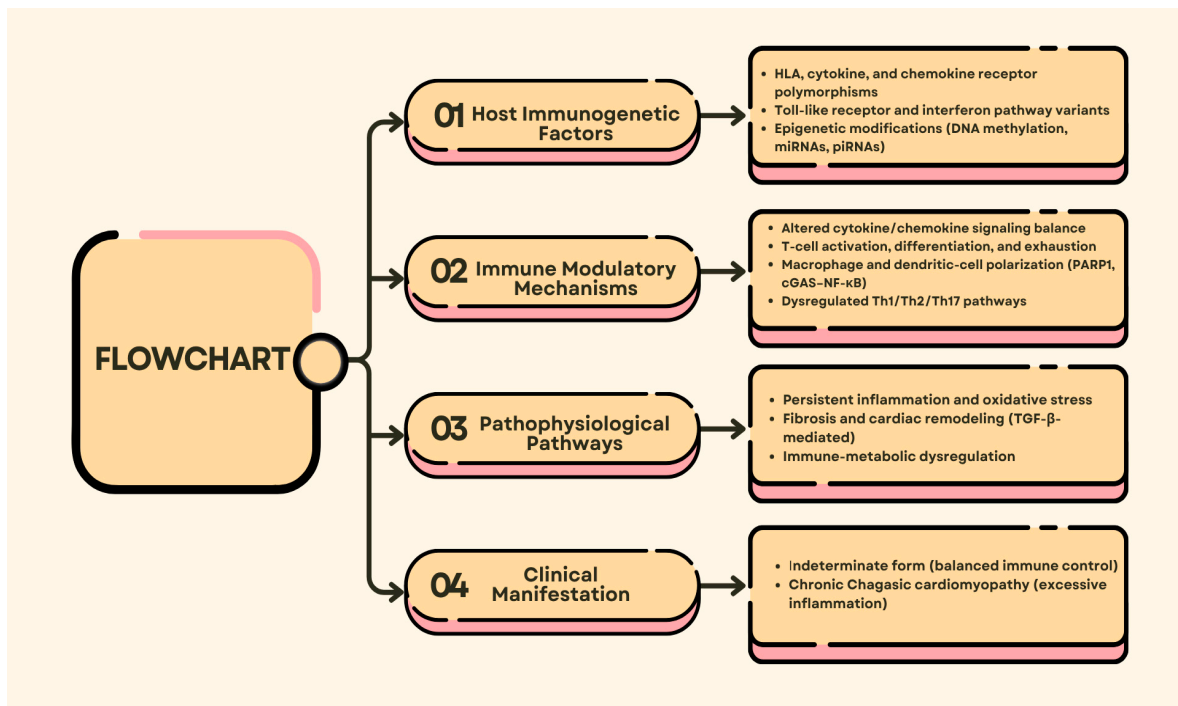 FLOWCHART
01 Host Immunogenetic
Factors
• HLA, cytokine, and chemokine receptor
polymorphisms
• Toll-like receptor and interferon pathway variants
• Epigenetic modifications (DNA methylation,
miRNAs, piRNAs)
02 Immune Modulatory
Mechanisms
• Altered cytokine/chemokine signaling balance
• T-cell activation, differentiation, and exhaustion
• Macrophage and dendritic-cell polarization (PARP1,
cGAS–NF-κB)
• Dysregulated Th1/Th2/Th17 pathways
03 Pathophysiological
Pathways
• Persistent inflammation and oxidative stress
• Fibrosis and cardiac remodeling (TGF-β-
mediated)
• Immune-metabolic dysregulation
04 Clinical
Manifestation
• Indeterminate form (balanced immune control)
• Chronic Chagasic cardiomyopathy (excessive
inflammation)